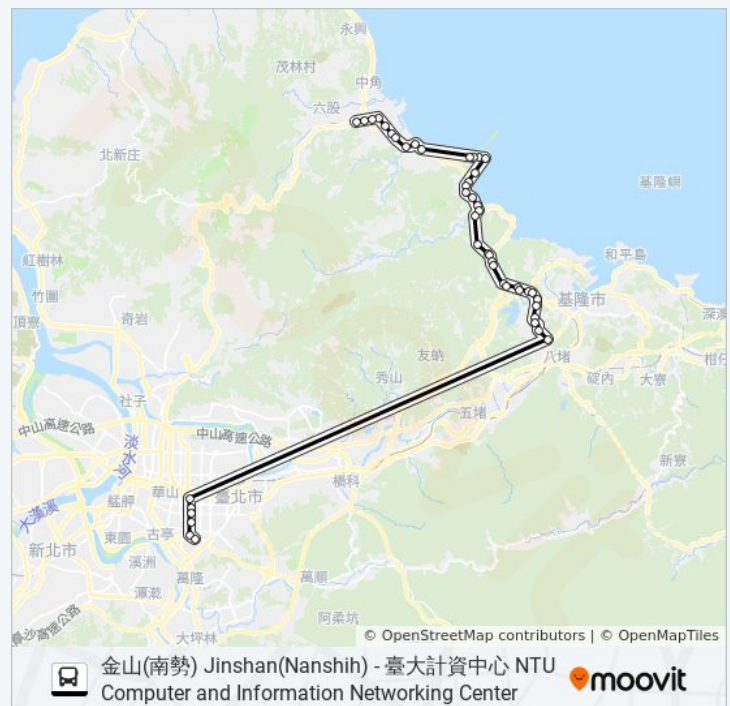 永興
茂林村
中角
六股
北新庄
基隆嶼
紅樹林
和平島
竹圍
基隆市
頂寮
奇岩
深澳
友蚋
八堵
秀山
碇內
大寮
柑仔
社子
五堵
中山高速公路
中山高速公路
淡水河
新寮
橫科
華山
臺北市
艋舺
大漢溪
東園
古亭
新北市
溪洲
萬隆
萬順
潭墘
阿柔坑
大坪林
高速公路
© OpenStreetMap contributors | © OpenMapTiles
金山(南勢) Jinshan(Nanshih) - 臺大計資中心 NTU
Computer and Information Networking Center
moovit